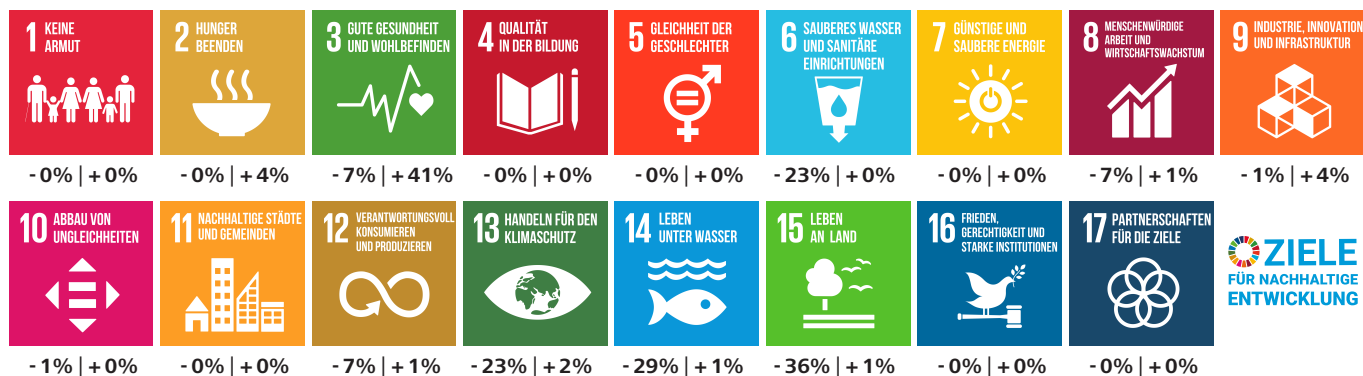 1 KEINE
ARMUT
2 HUNGER
BEENDEN
3 GUTE GESUNDHEIT
UND WOHLBEFINDEN
4 QUALITÄT
IN DER BILDUNG
5 GLEICHHEIT DER
GESCHLECHTER
6 SAUBERES WASSER
UND SANITÄRE
EINRICHTUNGEN
7 GÜNSTIGE UND
SAUBERE ENERGIE
8 MENSCHENWÜRDIGE
ARBEIT UND
WIRTSCHAFTSWACHSTUM
9 INDUSTRIE, INNOVATION
UND INFRASTRUKTUR
-0% | +0%
-0% | +4%
-7% | +41%
-0% | +0%
-0% | +0%
-23% | +0%
-0% | +0%
-7% | +1%
-1% | +4%
10 ABBAU VON
UNGLEICHHEITEN
11 NACHHALTIGE STÄDTE
UND GEMEINDEN
12 VERANTWORTUNGSVOLL
KONSUMIEREN
UND PRODUZIEREN
13 HANDELN FÜR DEN
KLIMASCHUTZ
14 LEBEN
UNTER WASSER
15 LEBEN
AN LAND
16 FRIEDEN,
GERECHTIGKEIT UND
STARKE INSTITUTIONEN
17 PARTNERSCHAFTEN
FÜR DIE ZIELE
ZIELE
FÜR NACHHALTIGE
ENTWICKLUNG
-1% | +0%
-0% | +0%
-7% | +1%
-23% | +2%
-29% | +1%
-36% | +1%
-0% | +0%
-0% | +0%